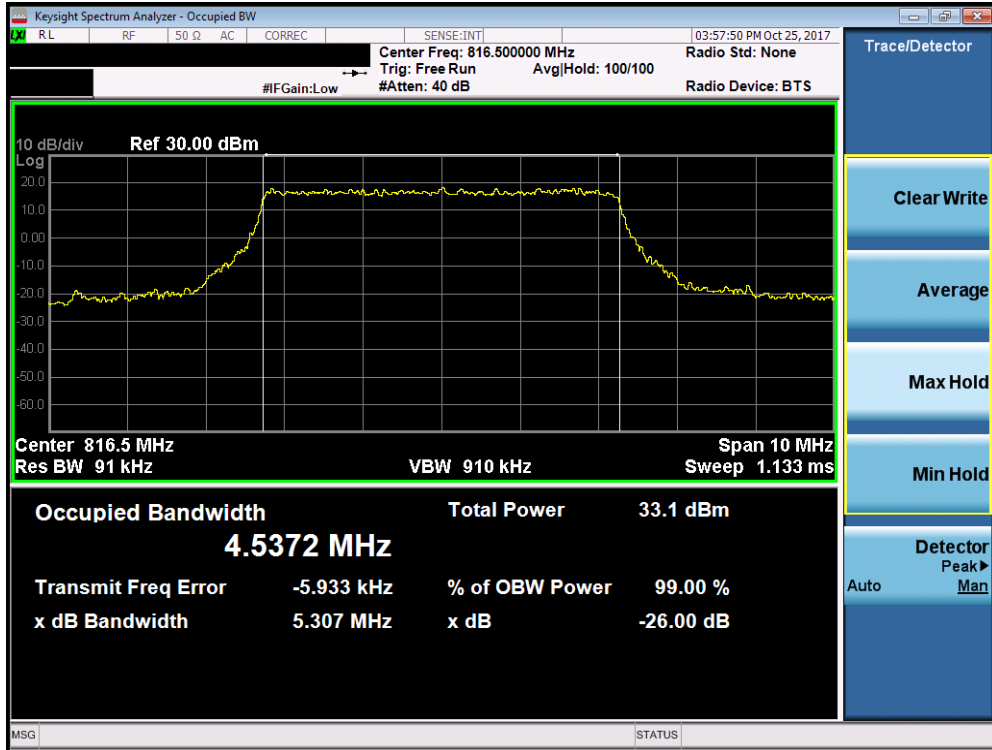 Keysight Spectrum Analyzer - Occupied BW
LXI RL RF 50 Ω AC CORREC SENSE:INT 03:57:50 PM Oct 25, 2017
Center Freq: 816.500000 MHz Radio Std: None
Trig: Free Run Avg|Hold: 100/100
#IFGain:Low #Atten: 40 dB Radio Device: BTS
10 dB/div Ref 30.00 dBm
Log
20.0
10.0
0.00
-10.0
-20.0
-30.0
-40.0
-50.0
-60.0
Center 816.5 MHz Span 10 MHz
Res BW 91 kHz VBW 910 kHz Sweep 1.133 ms
Occupied Bandwidth Total Power 33.1 dBm
4.5372 MHz
Transmit Freq Error -5.933 kHz % of OBW Power 99.00 %
x dB Bandwidth 5.307 MHz x dB -26.00 dB
Trace/Detector
Clear Write
Average
Max Hold
Min Hold
Detector
Peak▶
Auto Man
MSG STATUS